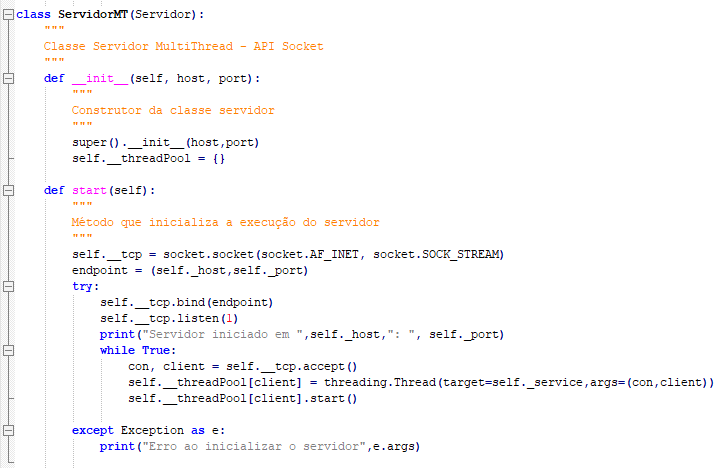 class ServidorMT(Servidor):
"""
Classe Servidor MultiThread - API Socket
"""
def __init__(self, host, port):
"""
Construtor da classe servidor
"""
super().__init__(host,port)
self.__threadPool = {}
def start(self):
"""
Método que inicializa a execução do servidor
"""
self.__tcp = socket.socket(socket.AF_INET, socket.SOCK_STREAM)
endpoint = (self._host,self._port)
try:
self.__tcp.bind(endpoint)
self.__tcp.listen(1)
print("Servidor iniciado em ",self._host,": ", self._port)
while True:
con, client = self.__tcp.accept()
self.__threadPool[client] = threading.Thread(target=self._service,args=(con,client))
self.__threadPool[client].start()
except Exception as e:
print("Erro ao inicializar o servidor",e.args)